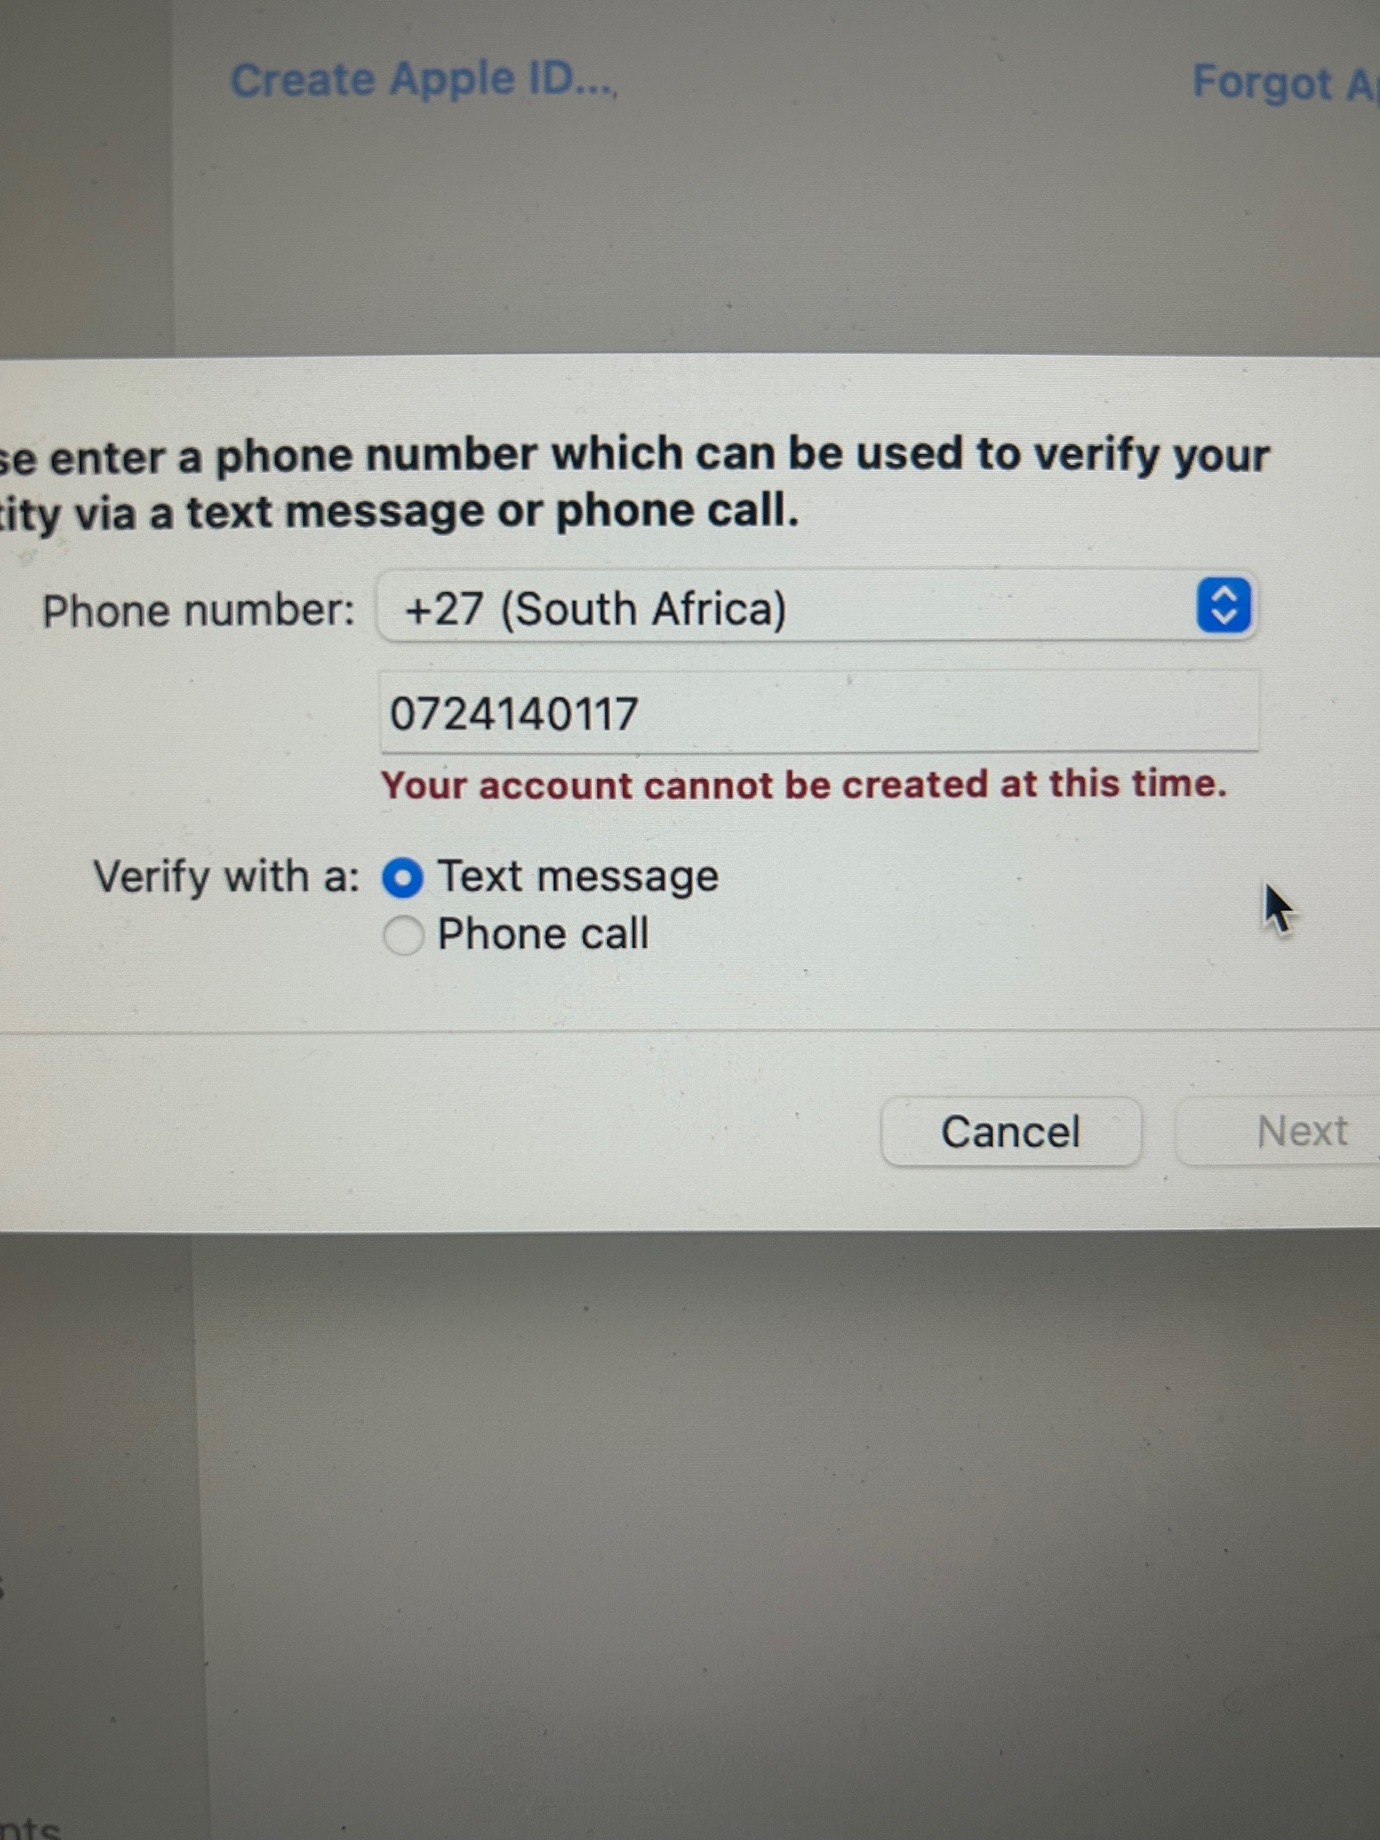 Create Apple ID...
Forgot
enter a phone number which can be used to verify your
via a text message or phone call.
Phone number: +27 (South Africa)
0724140117
Your account cannot be created at this time.
Verify with a: Text message
Phone call
Cancel Next